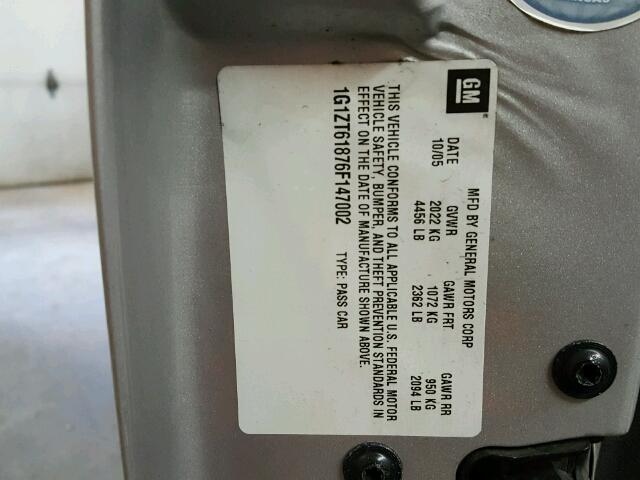 GM
MFD BY GENERAL MOTORS CORP
DATE GVWR GAWR FRT GAWR RR
10/05 2022 KG 1072 KG 950 KG
4456 LB 2362 LB 2094 LB
THIS VEHICLE CONFORMS TO ALL APPLICABLE U.S. FEDERAL MOTOR
VEHICLE SAFETY, BUMPER, AND THEFT PREVENTION STANDARDS IN
EFFECT ON THE DATE OF MANUFACTURE SHOWN ABOVE.
1G1ZT61876F147002 TYPE: PASS CAR